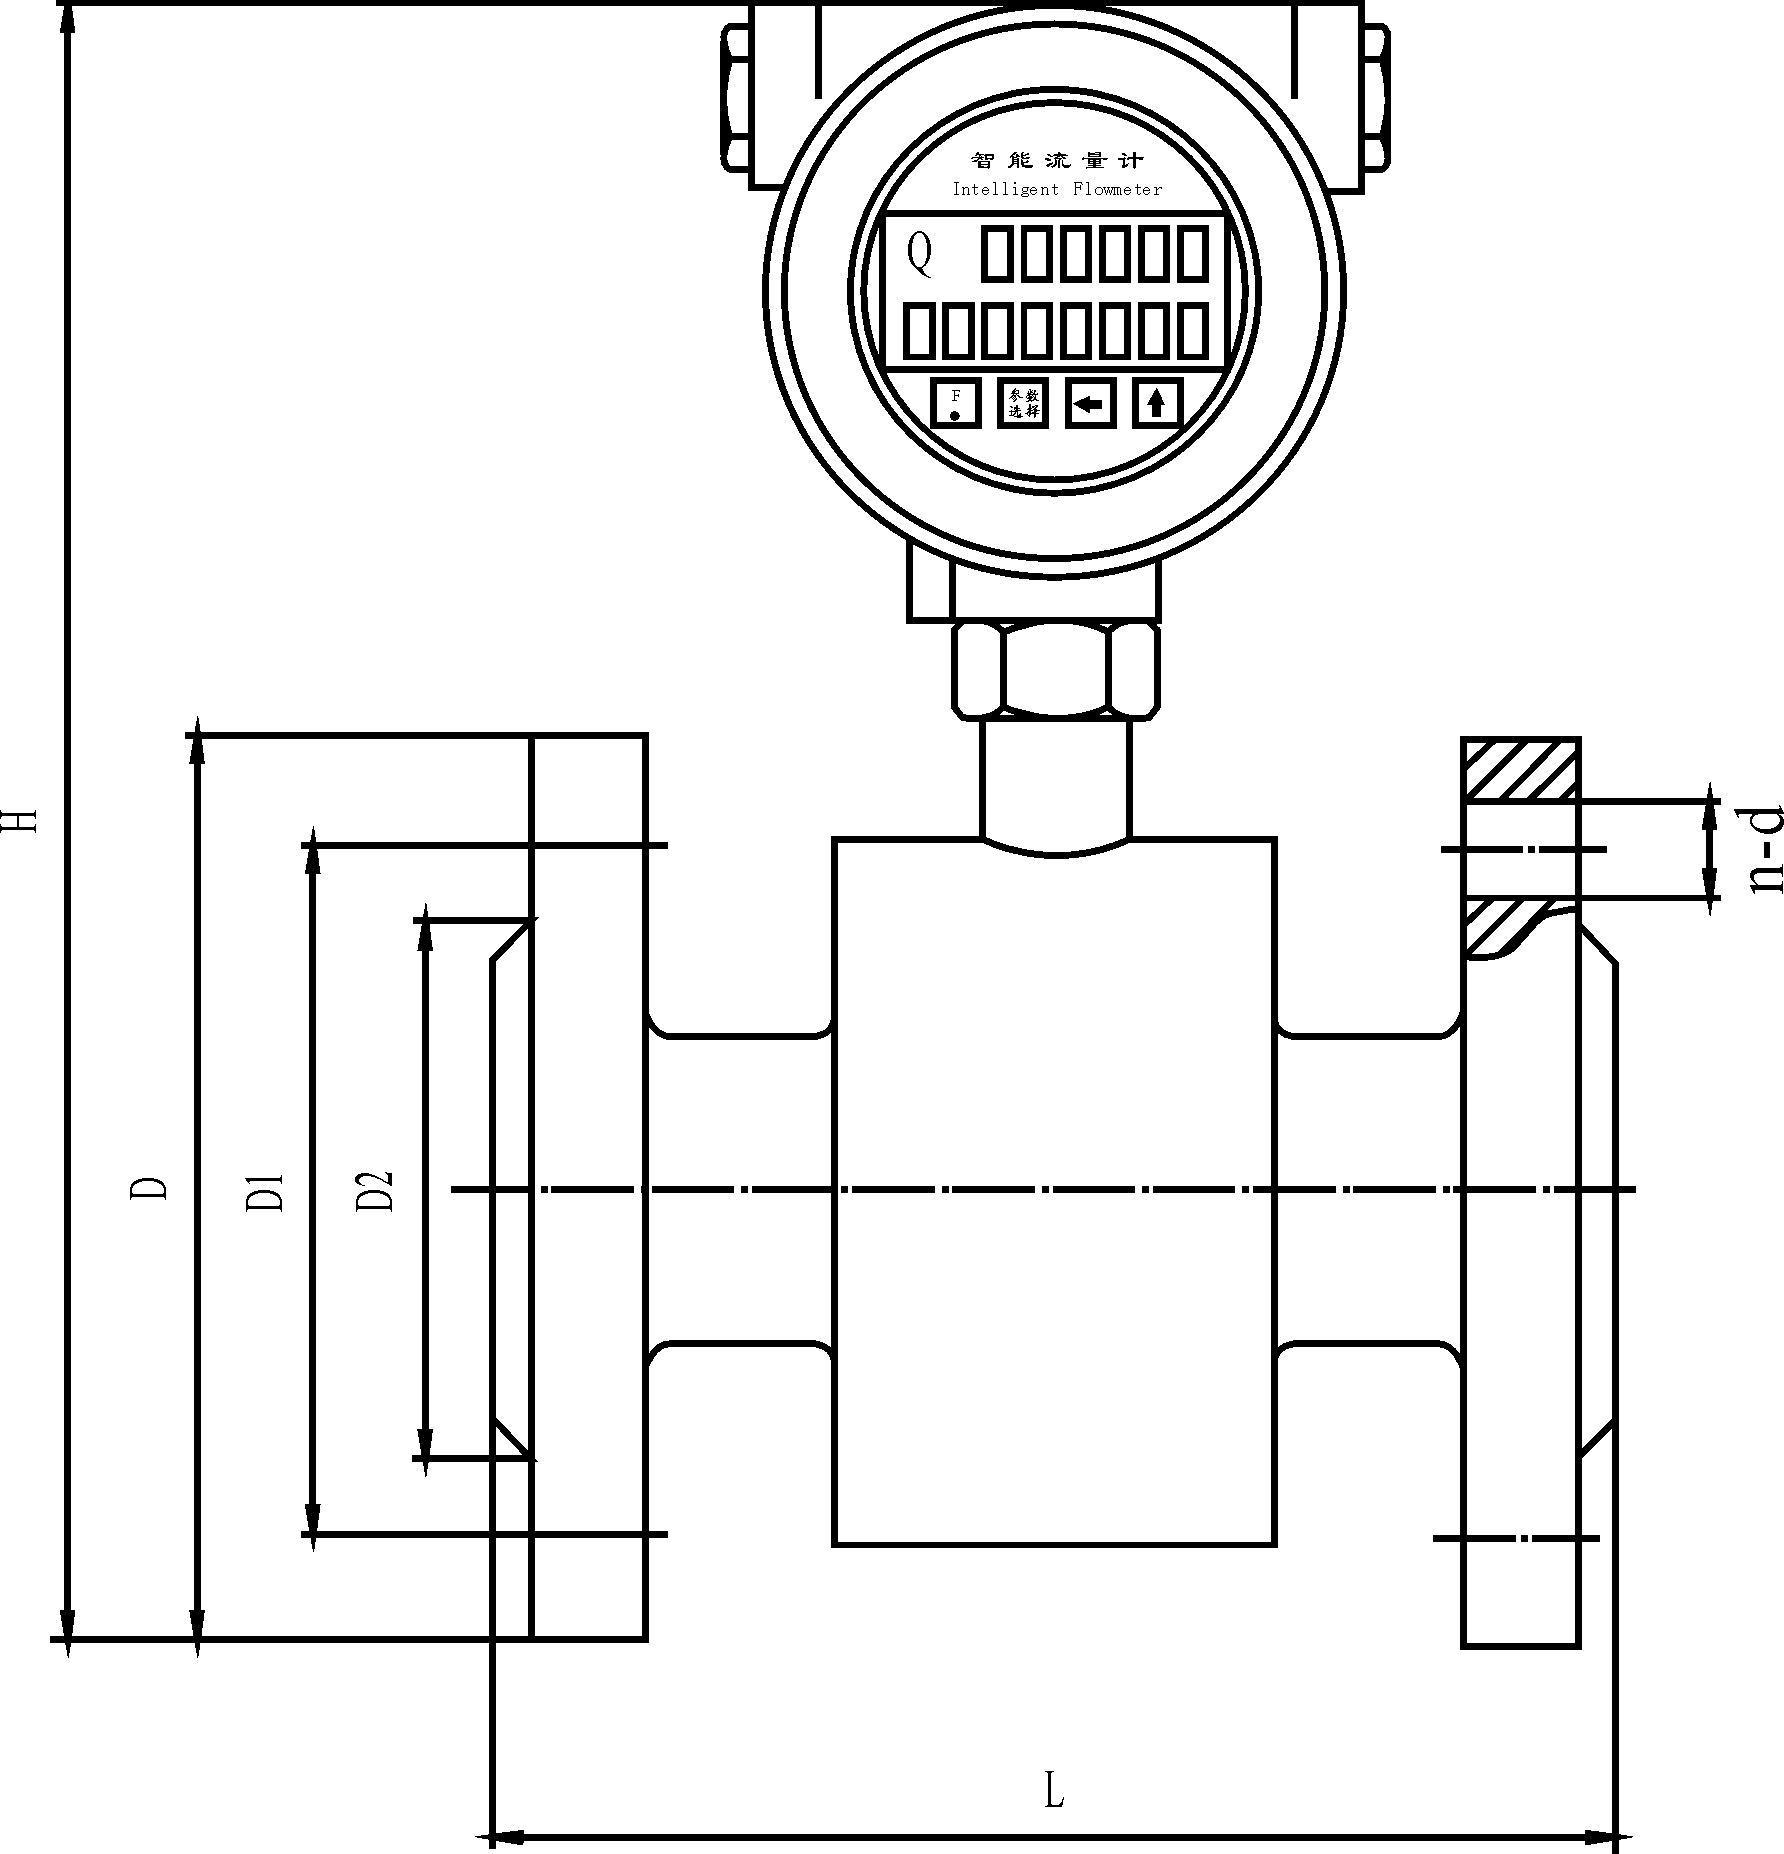 智能流量计
Intelligent Flowmeter
Q
F
参数
选择
H
D
D1
D2
n-d
L